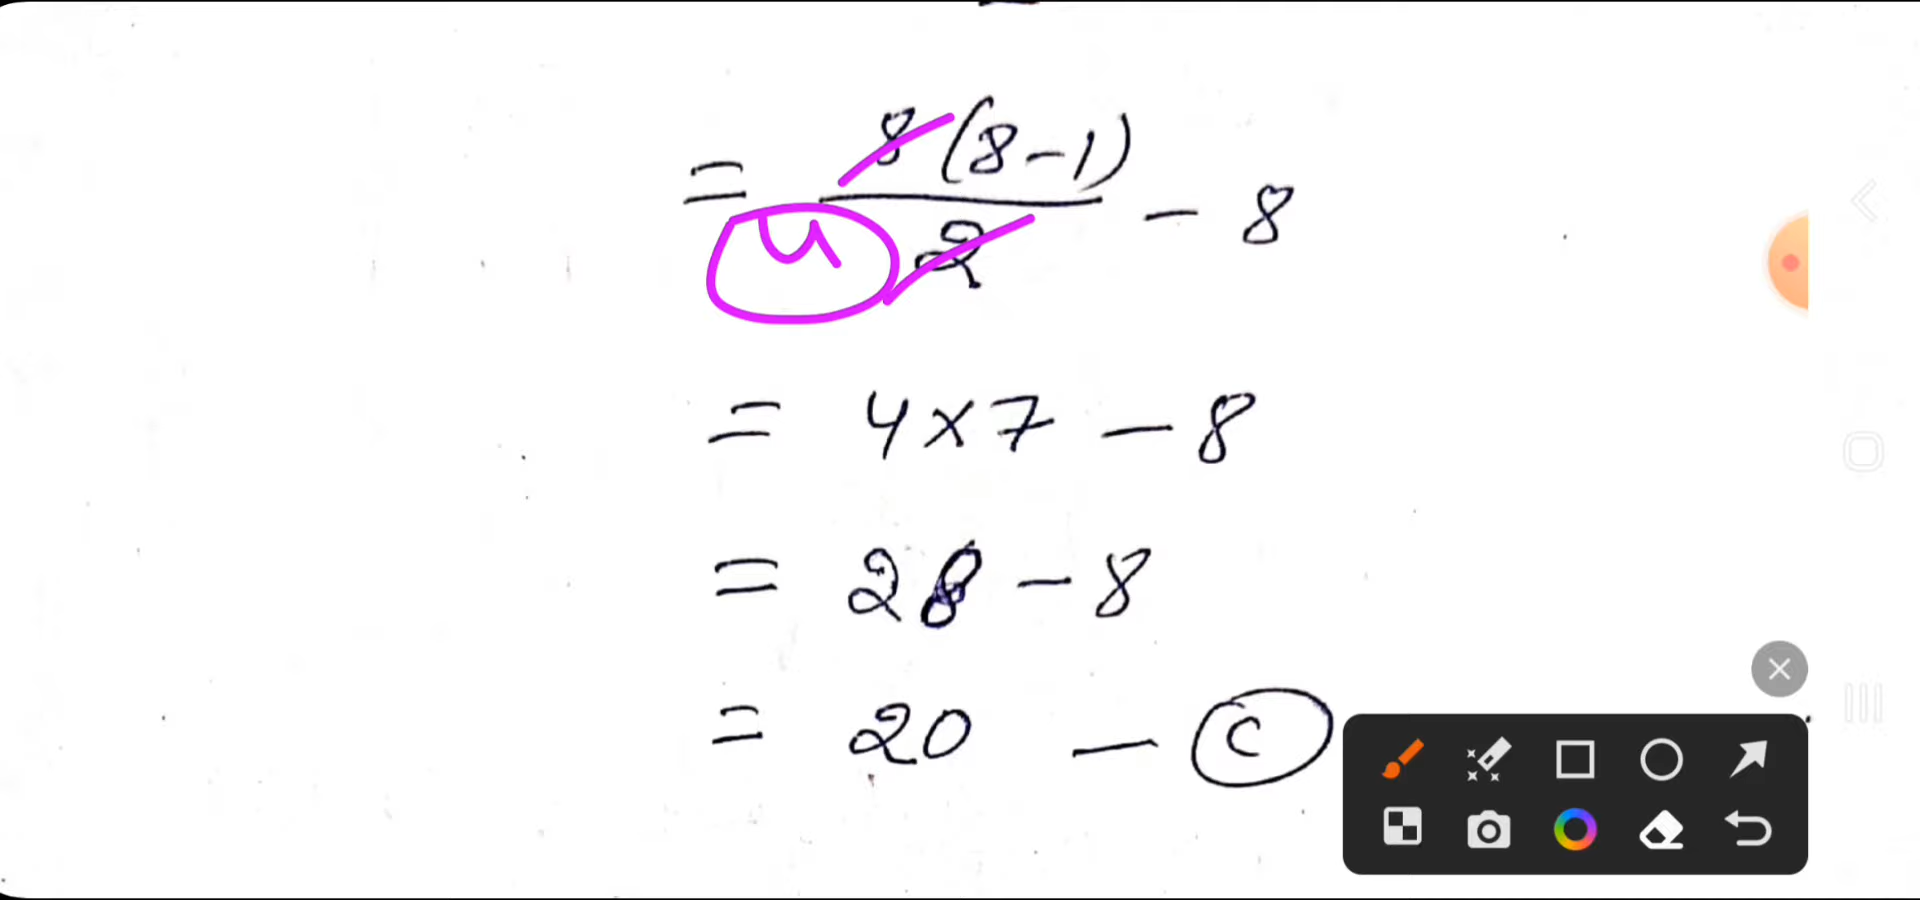 = 8(8-1)/2 - 8
4
= 4×7 - 8
= 28 - 8
= 20 - C